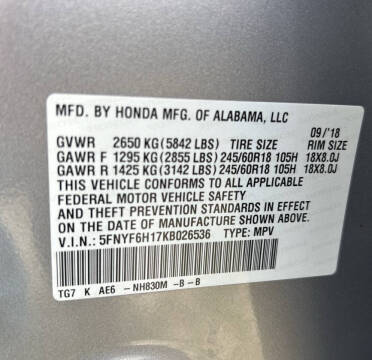 MFD. BY HONDA MFG. OF ALABAMA, LLC
09/'18
GVWR 2650 KG(5842 LBS) TIRE SIZE RIM SIZE
GAWR F 1295 KG(2855 LBS) 245/60R18 105H 18X8.0J
GAWR R 1425 KG(3142 LBS) 245/60R18 105H 18X8.0J
THIS VEHICLE CONFORMS TO ALL APPLICABLE
FEDERAL MOTOR VEHICLE SAFETY
STANDARDS IN EFFECT ON THE
DATE OF MANUFACTURE SHOWN ABOVE.
V.I.N.: 5FNYF6H17KB026536 TYPE: MPV
TG7 K AE6 -NH830M -B -B